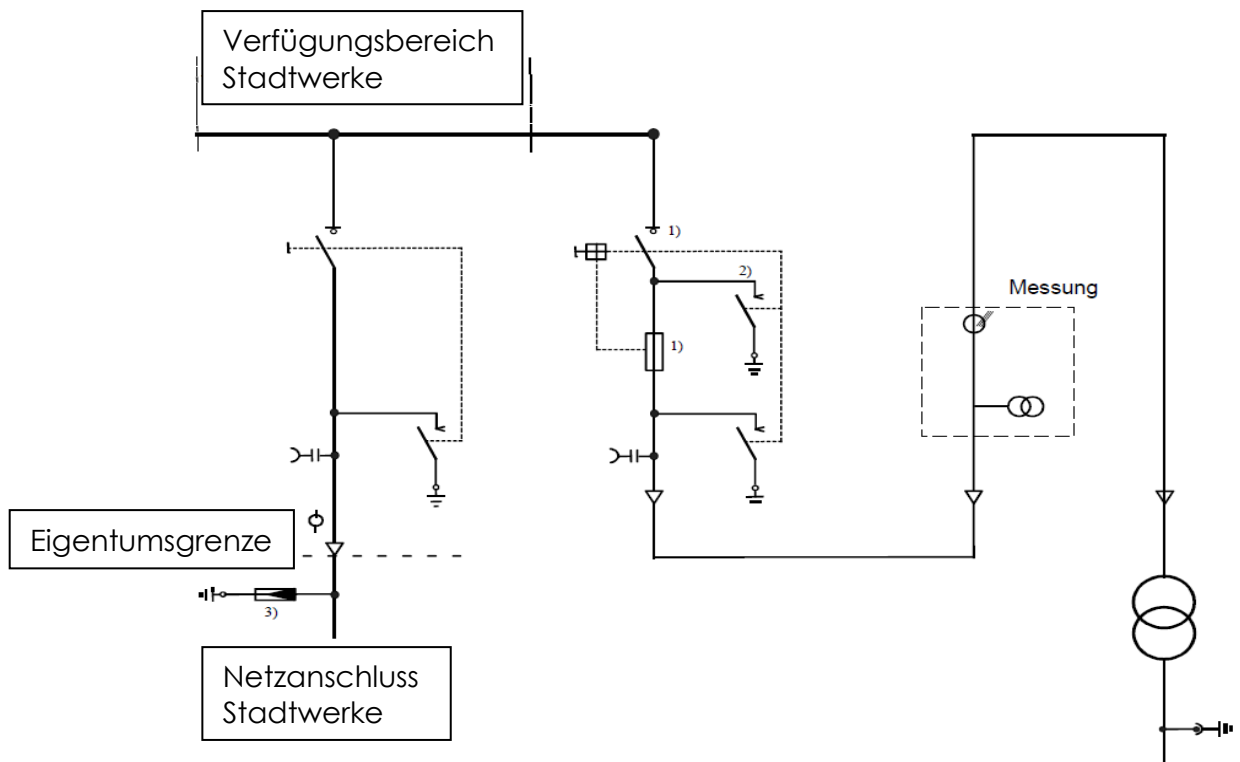 Verfügungsbereich
Stadtwerke
1)
2)
Messung
1)
Eigentumsgrenze
3)
Netzanschluss
Stadtwerke